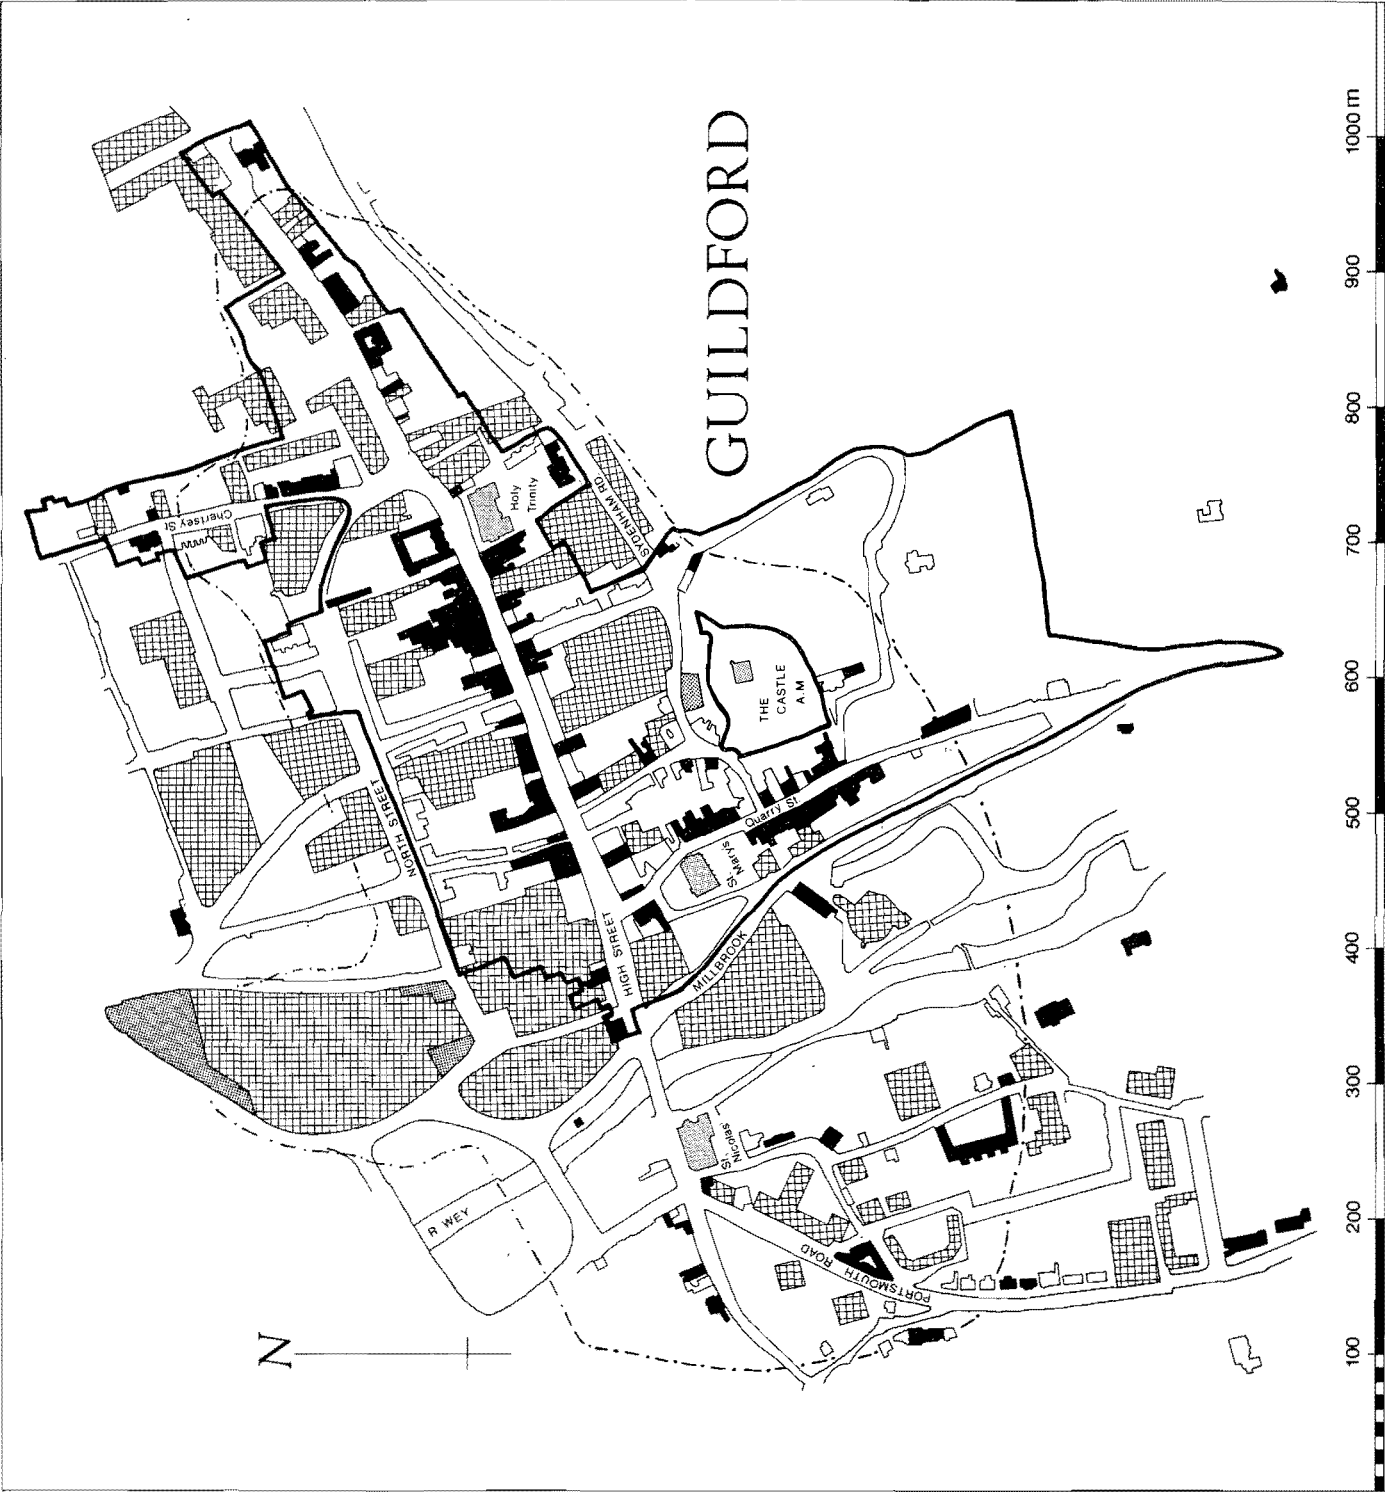 GUILDFORD
N
Chertsey St
NORTH STREET
HIGH STREET
Holy
Trinity
SYDENHAM RD.
THE
CASTLE
A.M
Quarry St.
St. Mary's
MILLBROOK
R WEY
St.
Nicolas
PORTSMOUTH ROAD
100 200 300 400 500 600 700 800 900 1000 m